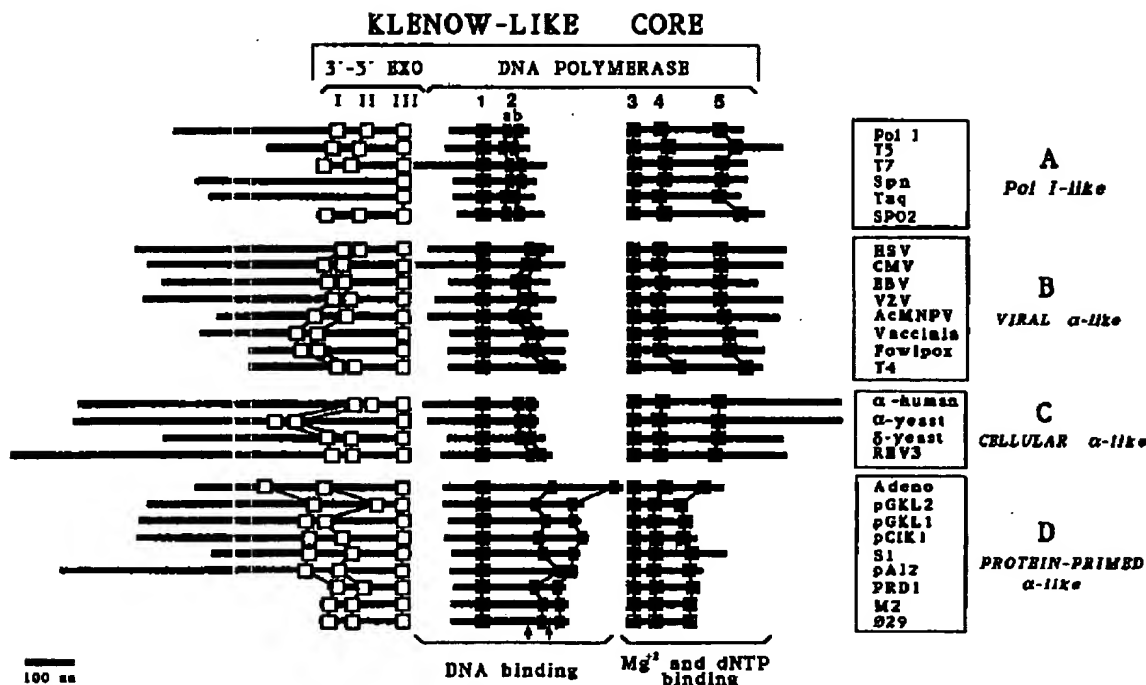 KLENOW-LIKE CORE
3'-5' EXO
DNA POLYMERASE
I II III
1 2 3 4 5
a b
Pol I
T5
T7
Spn
Taq
SPO2
A
Pol I-like
HSV
CMV
EBV
VZV
AcMNPV
Vaccinia
Fowlpox
T4
B
VIRAL α-like
α-human
α-yeast
δ-yeast
REV3
C
CELLULAR α-like
Adeno
pGKL2
pGKL1
pClK1
S1
pAI2
PRD1
M2
Ø29
D
PROTEIN-PRIMED
α-like
100 aa
DNA binding
Mg+2 and dNTP
binding